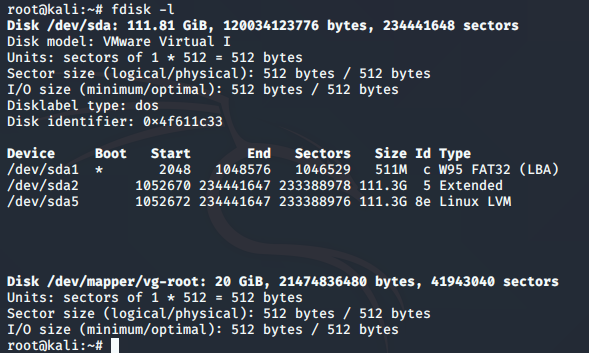 root@kali:~# fdisk -l
Disk /dev/sda: 111.81 GiB, 120034123776 bytes, 234441648 sectors
Disk model: VMware Virtual I
Units: sectors of 1 * 512 = 512 bytes
Sector size (logical/physical): 512 bytes / 512 bytes
I/O size (minimum/optimal): 512 bytes / 512 bytes
Disklabel type: dos
Disk identifier: 0x4f611c33
Device     Boot   Start       End   Sectors   Size Id Type
/dev/sda1  *       2048   1048576   1046529   511M  c W95 FAT32 (LBA)
/dev/sda2       1052670 234441647 233388978 111.3G  5 Extended
/dev/sda5       1052672 234441647 233388976 111.3G 8e Linux LVM
Disk /dev/mapper/vg-root: 20 GiB, 21474836480 bytes, 41943040 sectors
Units: sectors of 1 * 512 = 512 bytes
Sector size (logical/physical): 512 bytes / 512 bytes
I/O size (minimum/optimal): 512 bytes / 512 bytes
root@kali:~#